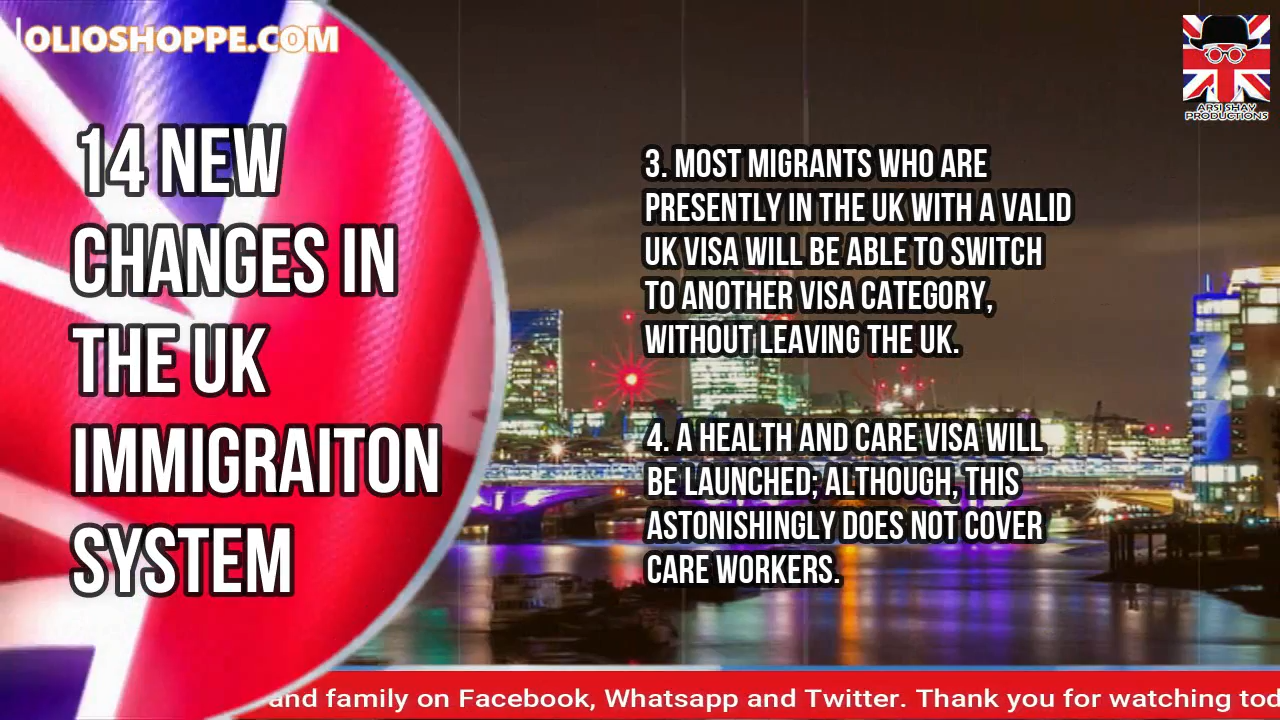 OLIOSHOPPE.COM
14 NEW
CHANGES IN
THE UK
IMMIGRAITON
SYSTEM
3. MOST MIGRANTS WHO ARE
PRESENTLY IN THE UK WITH A VALID
UK VISA WILL BE ABLE TO SWITCH
TO ANOTHER VISA CATEGORY,
WITHOUT LEAVING THE UK.
4. A HEALTH AND CARE VISA WILL
BE LAUNCHED; ALTHOUGH, THIS
ASTONISHINGLY DOES NOT COVER
CARE WORKERS.
ARSI SHAY
PRODUCTIONS
and family on Facebook, Whatsapp and Twitter. Thank you for watching tod